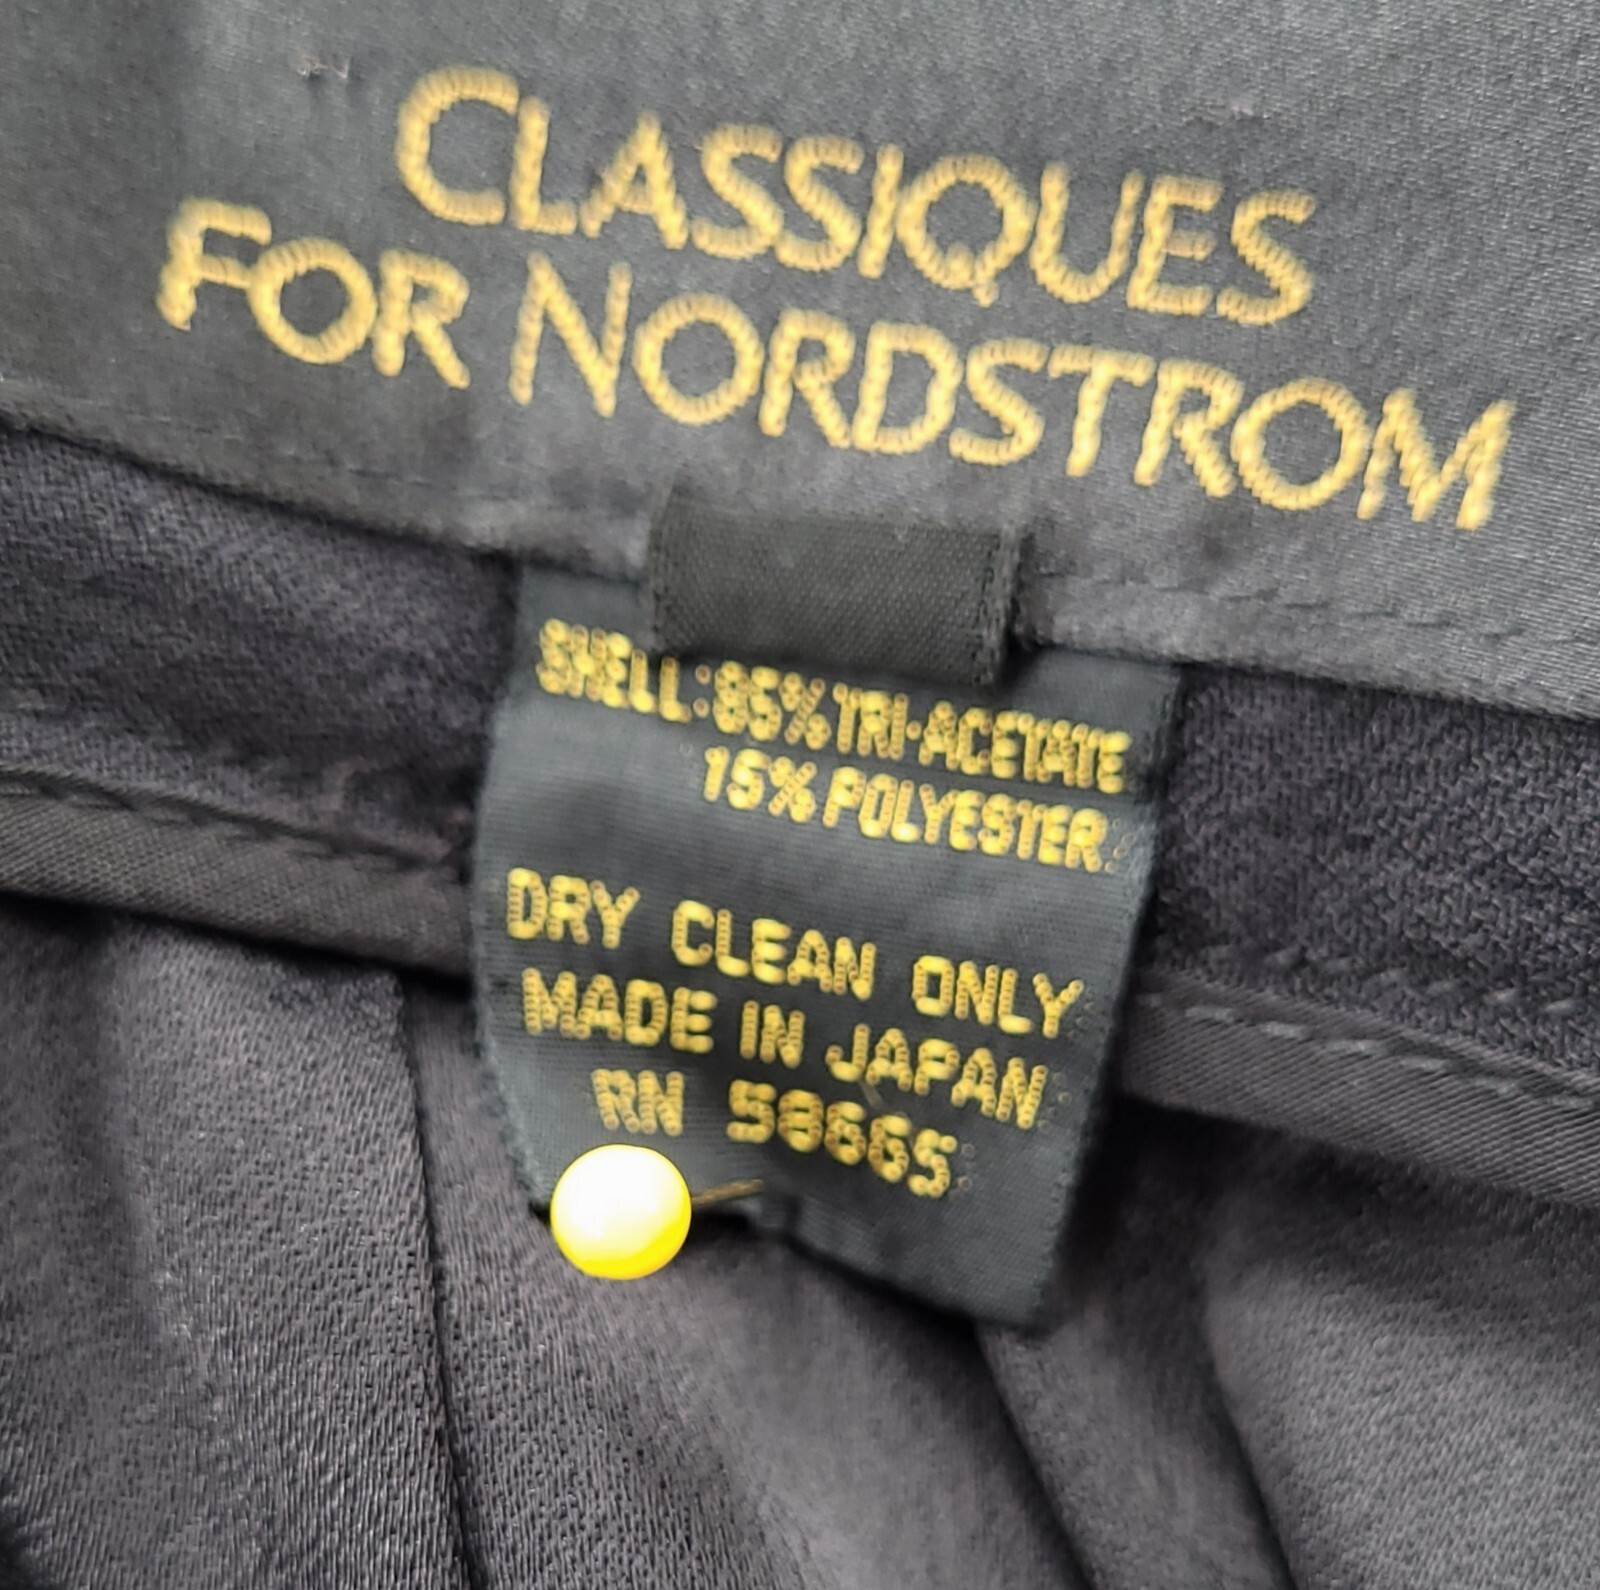 CLASSIQUES
FOR NORDSTROM
SHELL:85%TRI-ACETATE
15%POLYESTER
DRY CLEAN ONLY
MADE IN JAPAN
RN 58665